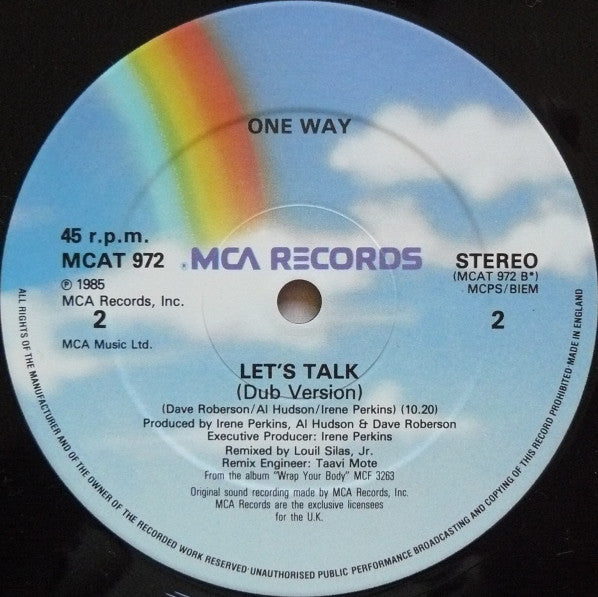 ONE WAY
45 r.p.m.
MCAT 972
℗ 1985
MCA Records, Inc.
2
MCA Music Ltd.
MCA RECORDS
STEREO
(MCAT 972 B*)
MCPS/BIEM
2
LET'S TALK
(Dub Version)
(Dave Roberson/Al Hudson/Irene Perkins) (10.20)
Produced by Irene Perkins, Al Hudson & Dave Roberson
Executive Producer: Irene Perkins
Remixed by Louil Silas, Jr.
Remix Engineer: Taavi Mote
From the album "Wrap Your Body" MCF 3263
Original sound recording made by MCA Records, Inc.
MCA Records are the exclusive licensees
for the U.K.
ALL RIGHTS OF THE MANUFACTURER AND OF THE OWNER OF THE RECORDED WORK RESERVED·UNAUTHORISED PUBLIC PERFORMANCE BROADCASTING AND COPYING OF THIS RECORD PROHIBITED·MADE IN ENGLAND